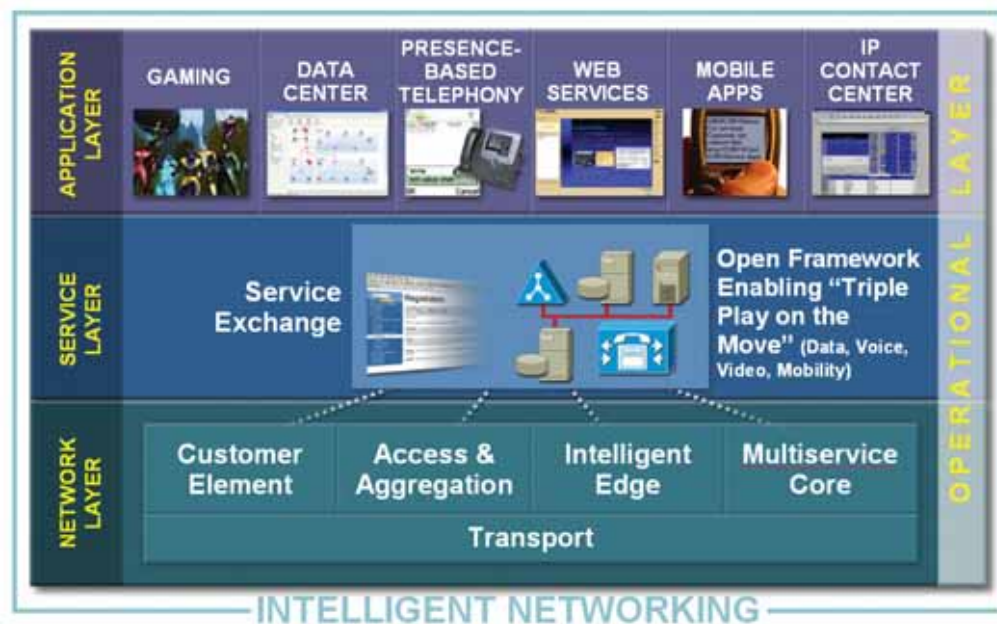 APPLICATION
LAYER
GAMING
DATA
CENTER
PRESENCE-
BASED
TELEPHONY
WEB
SERVICES
MOBILE
APPS
IP
CONTACT
CENTER
SERVICE
LAYER
Service
Exchange
Registration
Open Framework
Enabling “Triple
Play on the
Move” (Data, Voice,
Video, Mobility)
NETWORK
LAYER
Customer
Element
Access &
Aggregation
Intelligent
Edge
Multiservice
Core
Transport
OPERATIONAL LAYER
INTELLIGENT NETWORKING